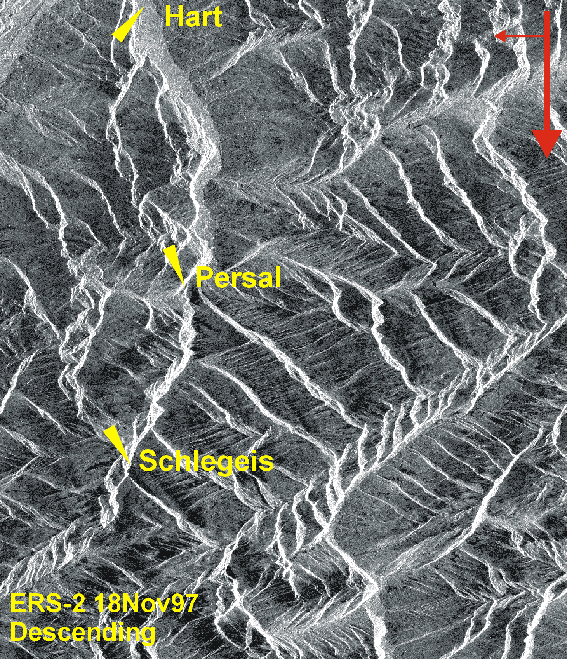 Hart
Persal
Schlegeis
ERS-2 18Nov97
Descending